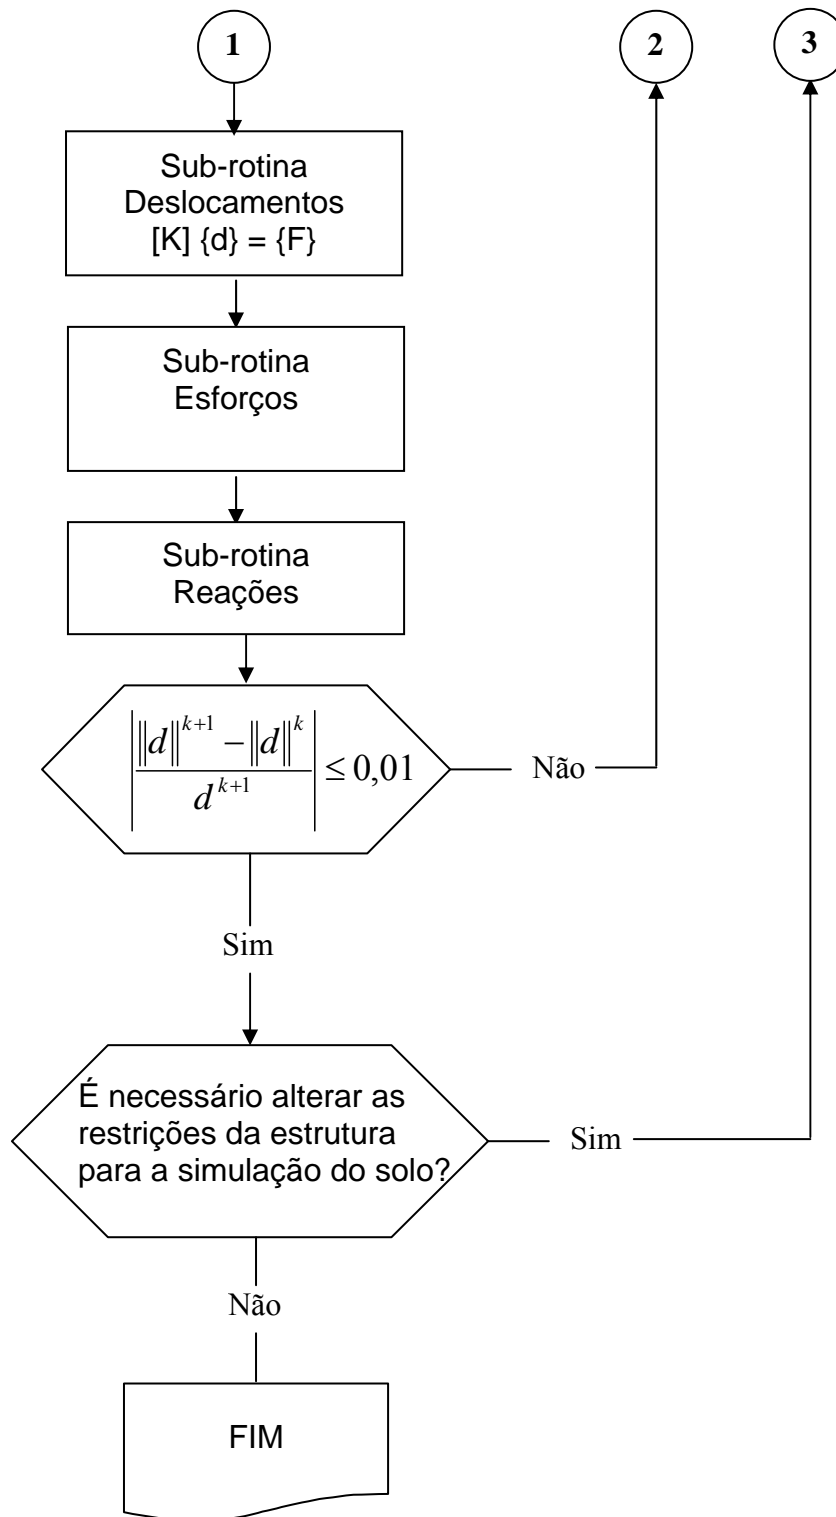 1
2
3
Sub-rotina
Deslocamentos
[K] {d} = {F}
Sub-rotina
Esforços
Sub-rotina
Reações
| (‖d‖^{k+1} − ‖d‖^{k}) / d^{k+1} | ≤ 0,01
Não
Sim
É necessário alterar as
restrições da estrutura
para a simulação do solo?
Sim
Não
FIM